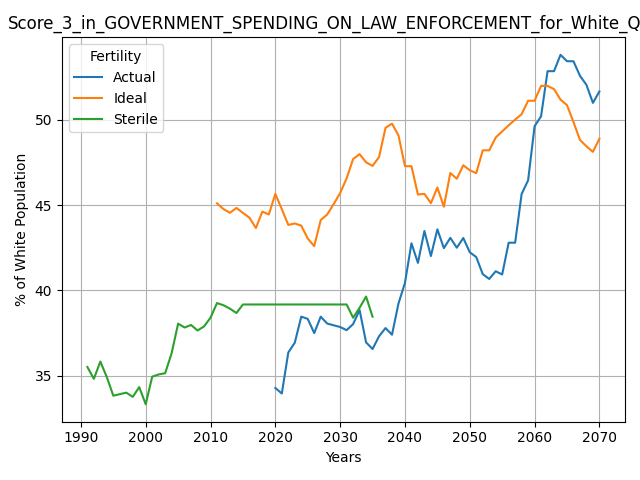 Score_3_in_GOVERNMENT_SPENDING_ON_LAW_ENFORCEMENT_for_White_Q
Fertility
Actual
Ideal
Sterile
% of White Population
50
45
40
35
1990 2000 2010 2020 2030 2040 2050 2060 2070
Years